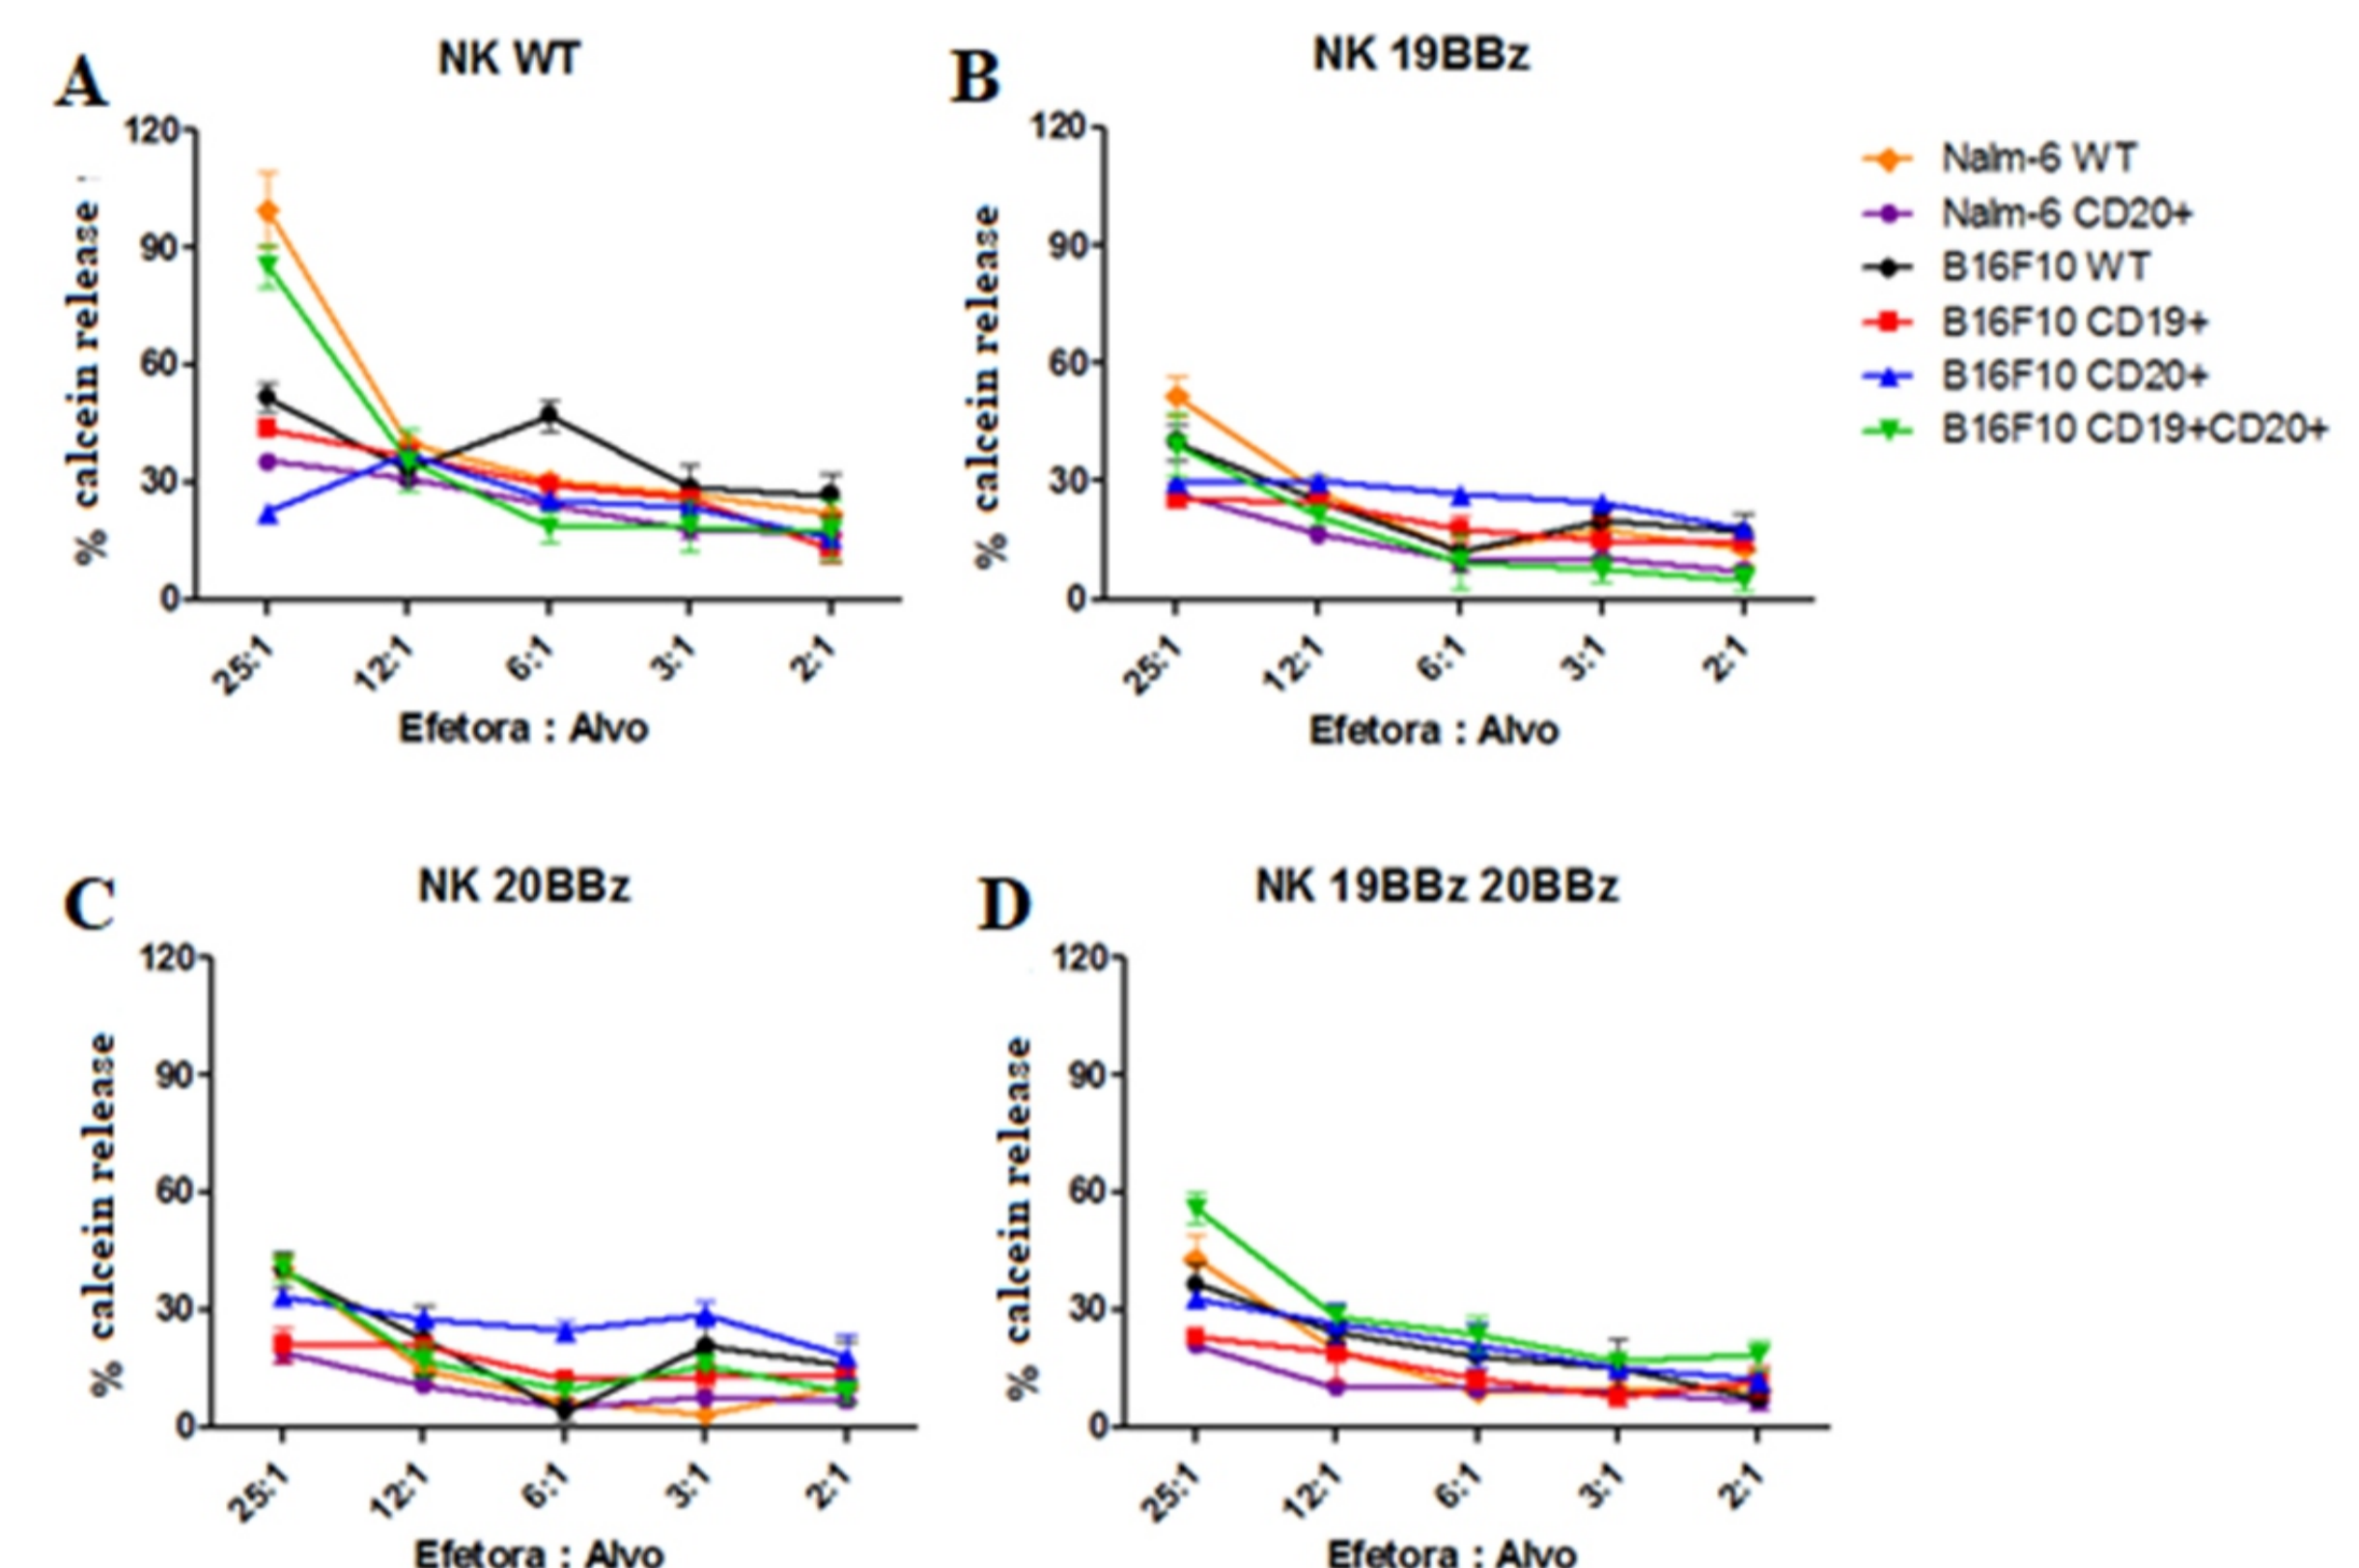 A
NK WT
120
90
60
30
0
% calcein release
25:1
12:1
6:1
3:1
2:1
Efetora : Alvo
B
NK 19BBz
120
90
60
30
0
% calcein release
25:1
12:1
6:1
3:1
2:1
Efetora : Alvo
Nalm-6 WT
Nalm-6 CD20+
B16F10 WT
B16F10 CD19+
B16F10 CD20+
B16F10 CD19+CD20+
C
NK 20BBz
120
90
60
30
0
% calcein release
25:1
12:1
6:1
3:1
2:1
Efetora : Alvo
D
NK 19BBz 20BBz
120
90
60
30
0
% calcein release
25:1
12:1
6:1
3:1
2:1
Efetora : Alvo